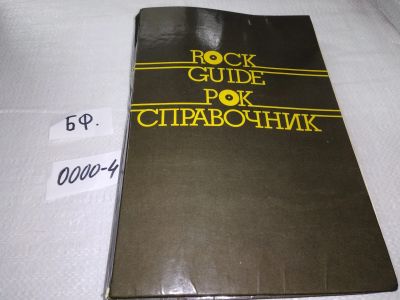 ROCK
GUIDE
РОК
СПРАВОЧНИК
БФ.
0000-4